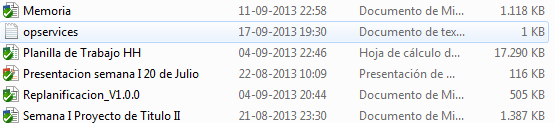 Memoria 11-09-2013 22:58 Documento de Mi... 1.118 KB
opservices 17-09-2013 19:30 Documento de tex... 1 KB
Planilla de Trabajo HH 04-09-2013 22:46 Hoja de cálculo d... 17.290 KB
Presentacion semana I 20 de Julio 22-08-2013 10:09 Presentación de ... 116 KB
Replanificacion_V1.0.0 04-09-2013 20:44 Documento de Mi... 505 KB
Semana I Proyecto de Titulo II 21-08-2013 23:30 Documento de Mi... 1.387 KB